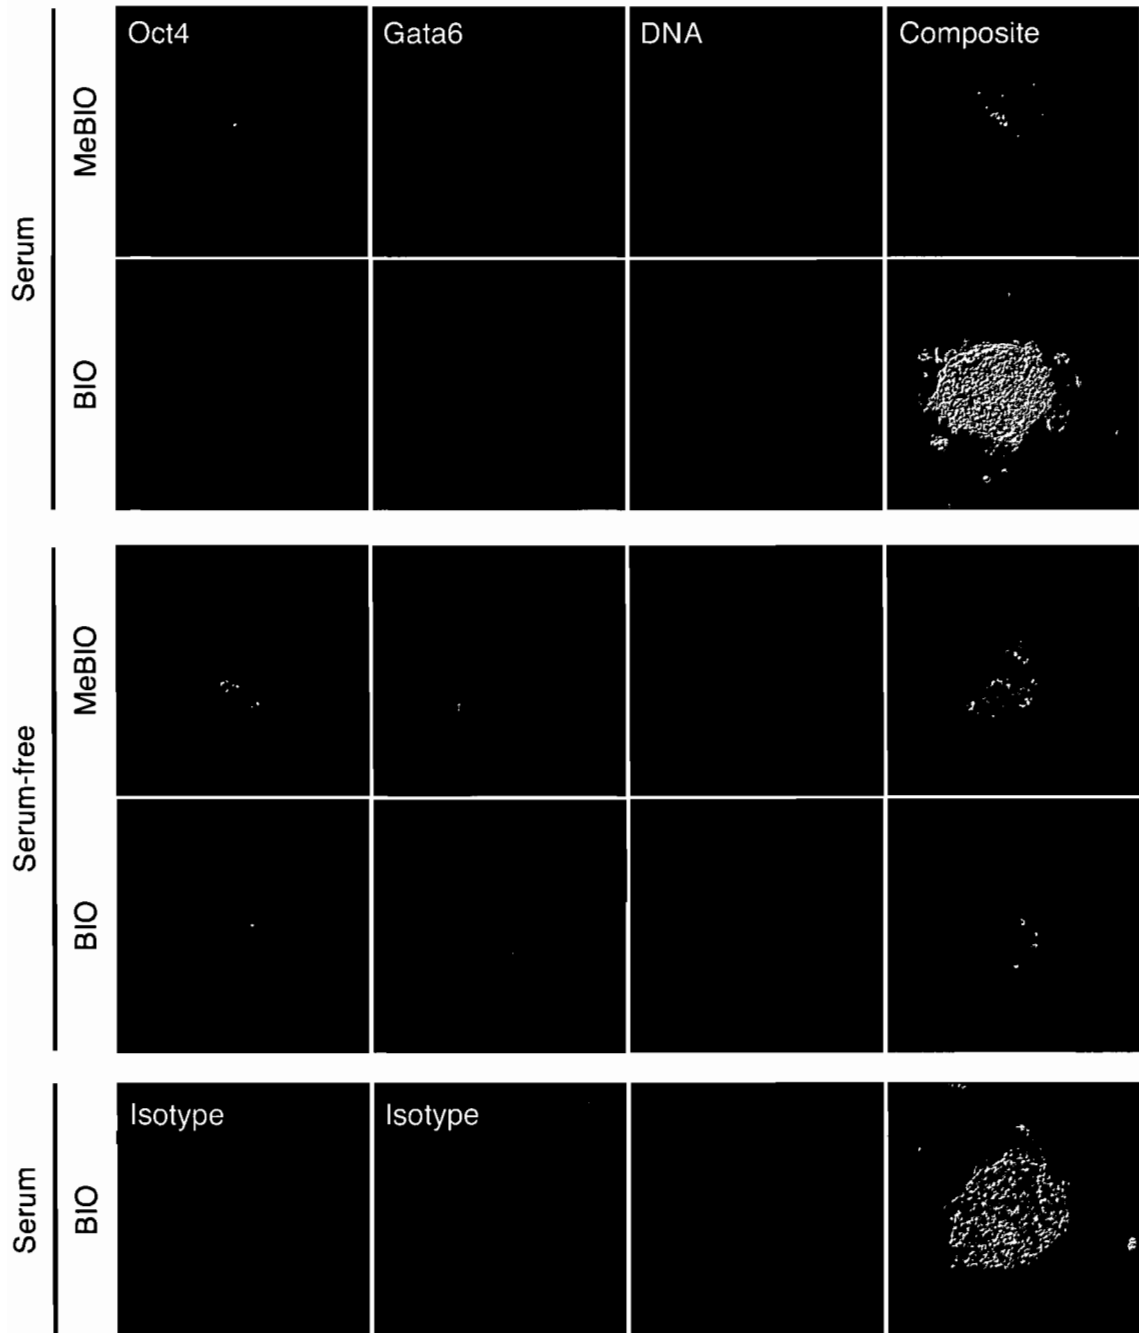 Oct4
Gata6
DNA
Composite
Serum
MeBIO
BIO
Serum-free
MeBIO
BIO
Serum
BIO
Isotype
Isotype